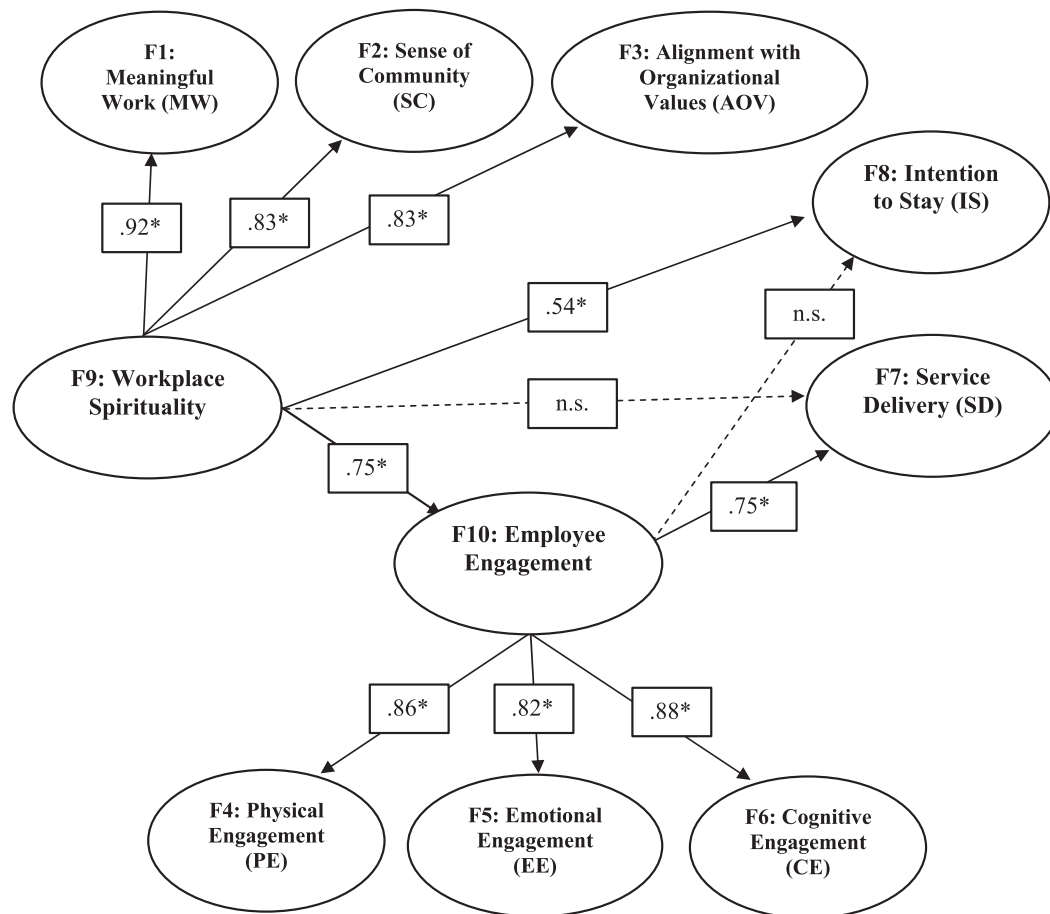 F1:
Meaningful
Work (MW)
F2: Sense of
Community
(SC)
F3: Alignment with
Organizational
Values (AOV)
F8: Intention
to Stay (IS)
.92*
.83*
.83*
.54*
n.s.
F9: Workplace
Spirituality
n.s.
F7: Service
Delivery (SD)
.75*
.75*
F10: Employee
Engagement
.86*
.82*
.88*
F4: Physical
Engagement
(PE)
F5: Emotional
Engagement
(EE)
F6: Cognitive
Engagement
(CE)